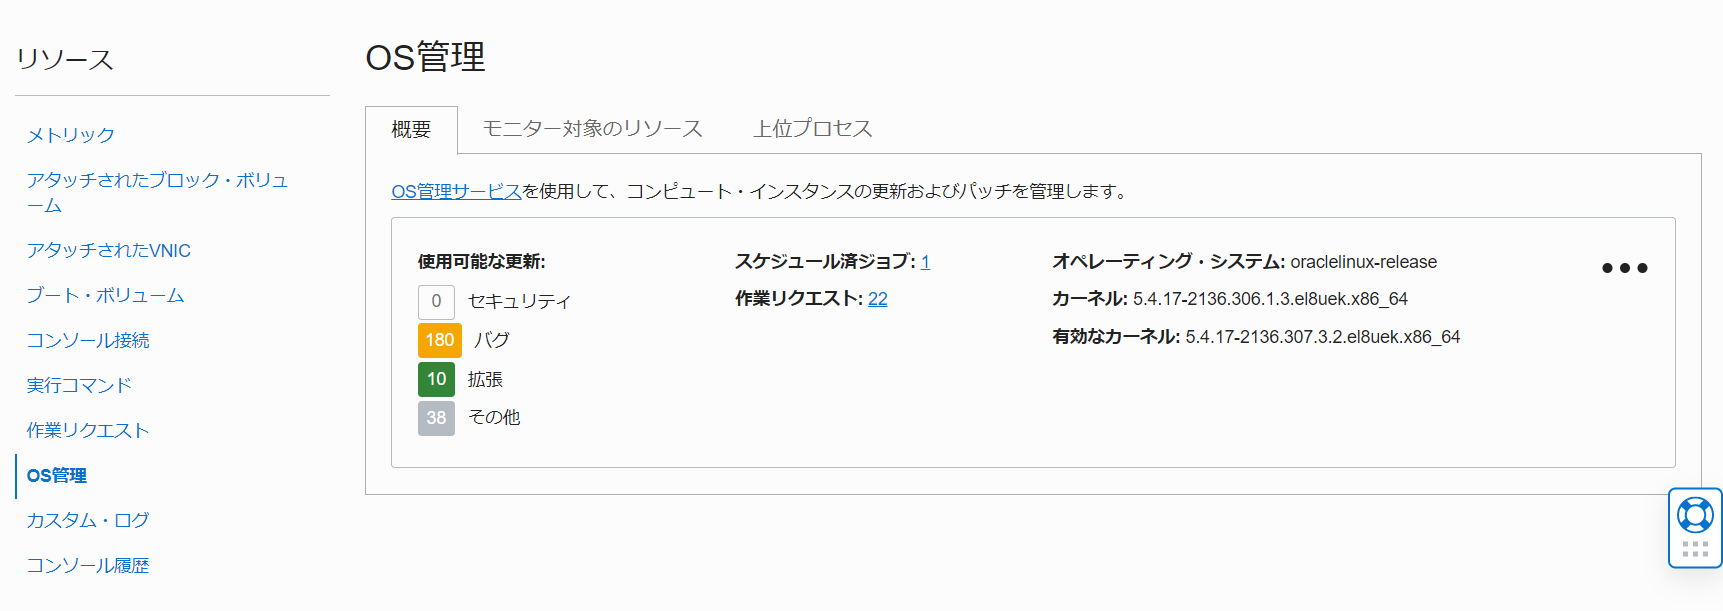 リソース
メトリック
アタッチされたブロック・ボリュ
ーム
アタッチされたVNIC
ブート・ボリューム
コンソール接続
実行コマンド
作業リクエスト
OS管理
カスタム・ログ
コンソール履歴
OS管理
概要 モニター対象のリソース 上位プロセス
OS管理サービスを使用して、コンピュート・インスタンスの更新およびパッチを管理します。
使用可能な更新:
0 セキュリティ
180 バグ
10 拡張
38 その他
スケジュール済ジョブ: 1
作業リクエスト: 22
オペレーティング・システム: oraclelinux-release
カーネル: 5.4.17-2136.306.1.3.el8uek.x86_64
有効なカーネル: 5.4.17-2136.307.3.2.el8uek.x86_64